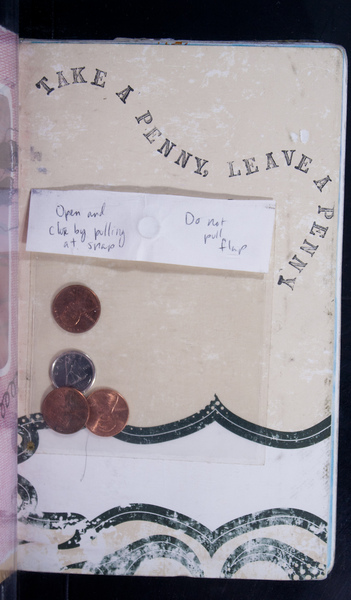 TAKE A PENNY, LEAVE A PENNY
Open and
close by pulling
at snap
Do not
pull
flap